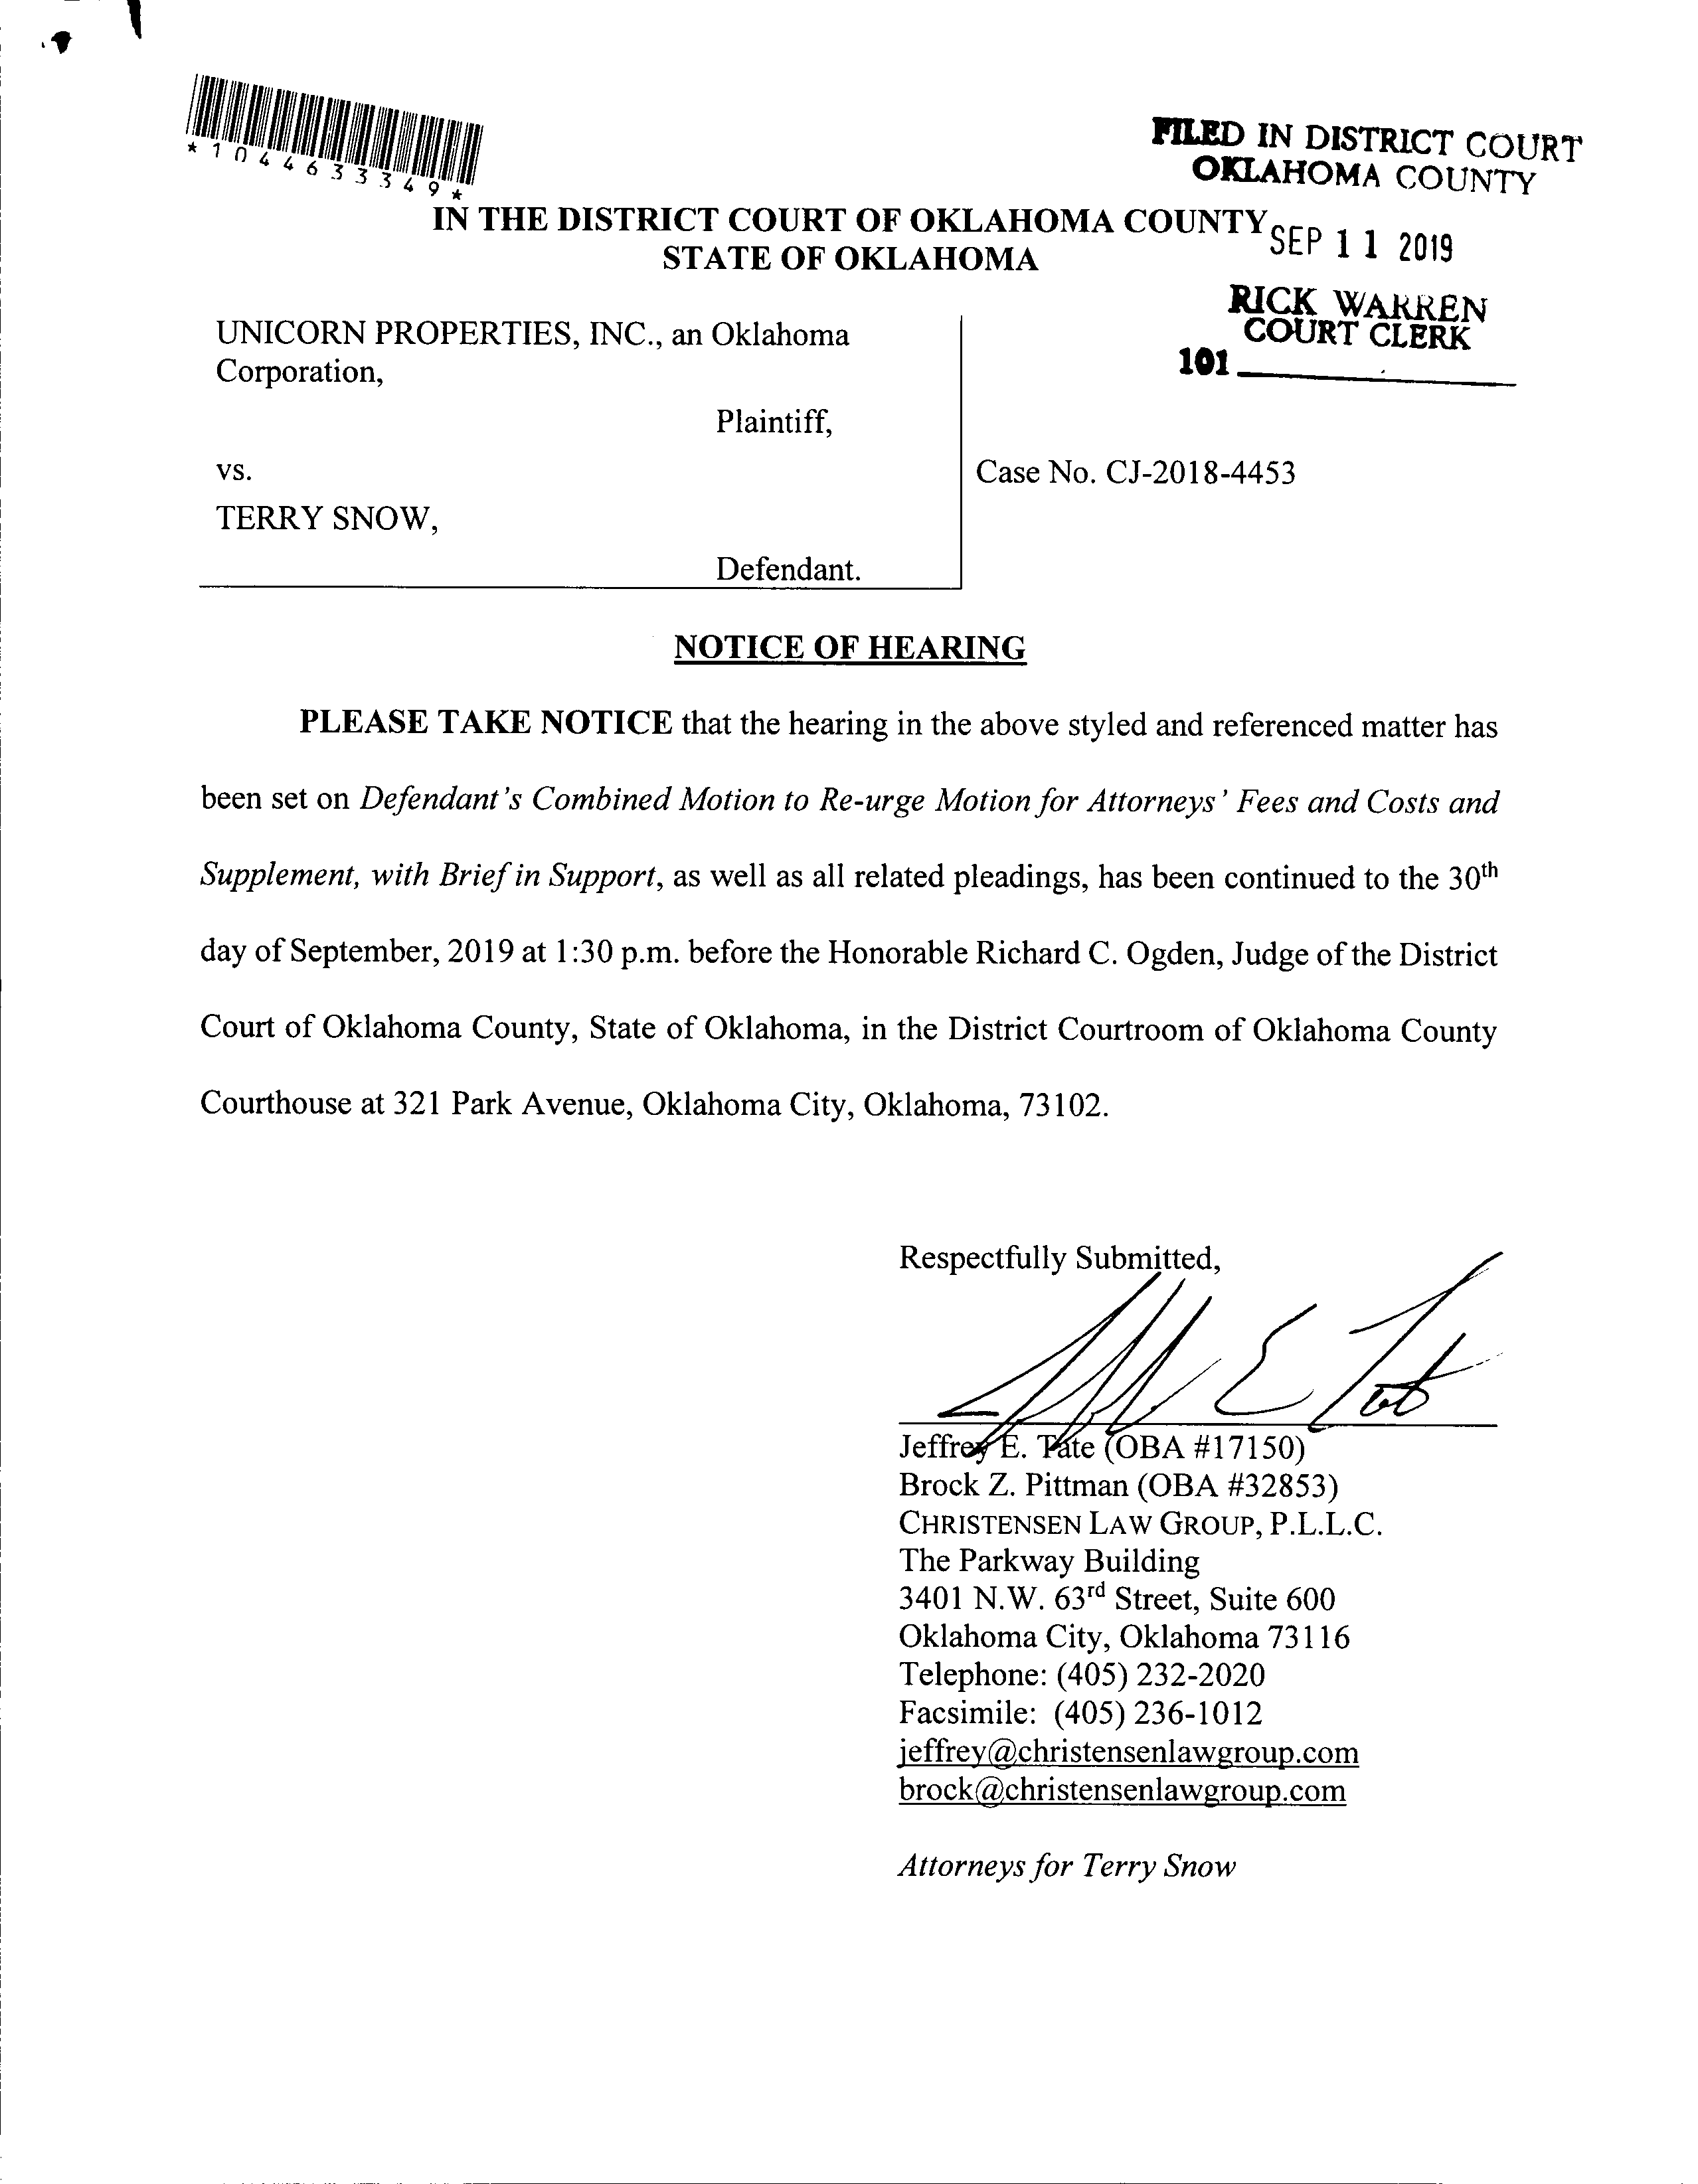 *1044633349*
FILED IN DISTRICT COURT
OKLAHOMA COUNTY
SEP 11 2019
RICK WARREN
COURT CLERK
101
IN THE DISTRICT COURT OF OKLAHOMA COUNTY
STATE OF OKLAHOMA
UNICORN PROPERTIES, INC., an Oklahoma
Corporation,
Plaintiff,
vs.
Case No. CJ-2018-4453
TERRY SNOW,
Defendant.
NOTICE OF HEARING
PLEASE TAKE NOTICE that the hearing in the above styled and referenced matter has
been set on Defendant's Combined Motion to Re-urge Motion for Attorneys' Fees and Costs and
Supplement, with Brief in Support, as well as all related pleadings, has been continued to the 30th
day of September, 2019 at 1:30 p.m. before the Honorable Richard C. Ogden, Judge of the District
Court of Oklahoma County, State of Oklahoma, in the District Courtroom of Oklahoma County
Courthouse at 321 Park Avenue, Oklahoma City, Oklahoma, 73102.
Respectfully Submitted,
Jeffrey E. Tate (OBA #17150)
Brock Z. Pittman (OBA #32853)
CHRISTENSEN LAW GROUP, P.L.L.C.
The Parkway Building
3401 N.W. 63rd Street, Suite 600
Oklahoma City, Oklahoma 73116
Telephone: (405) 232-2020
Facsimile: (405) 236-1012
jeffrey@christensenlawgroup.com
brock@christensenlawgroup.com
Attorneys for Terry Snow